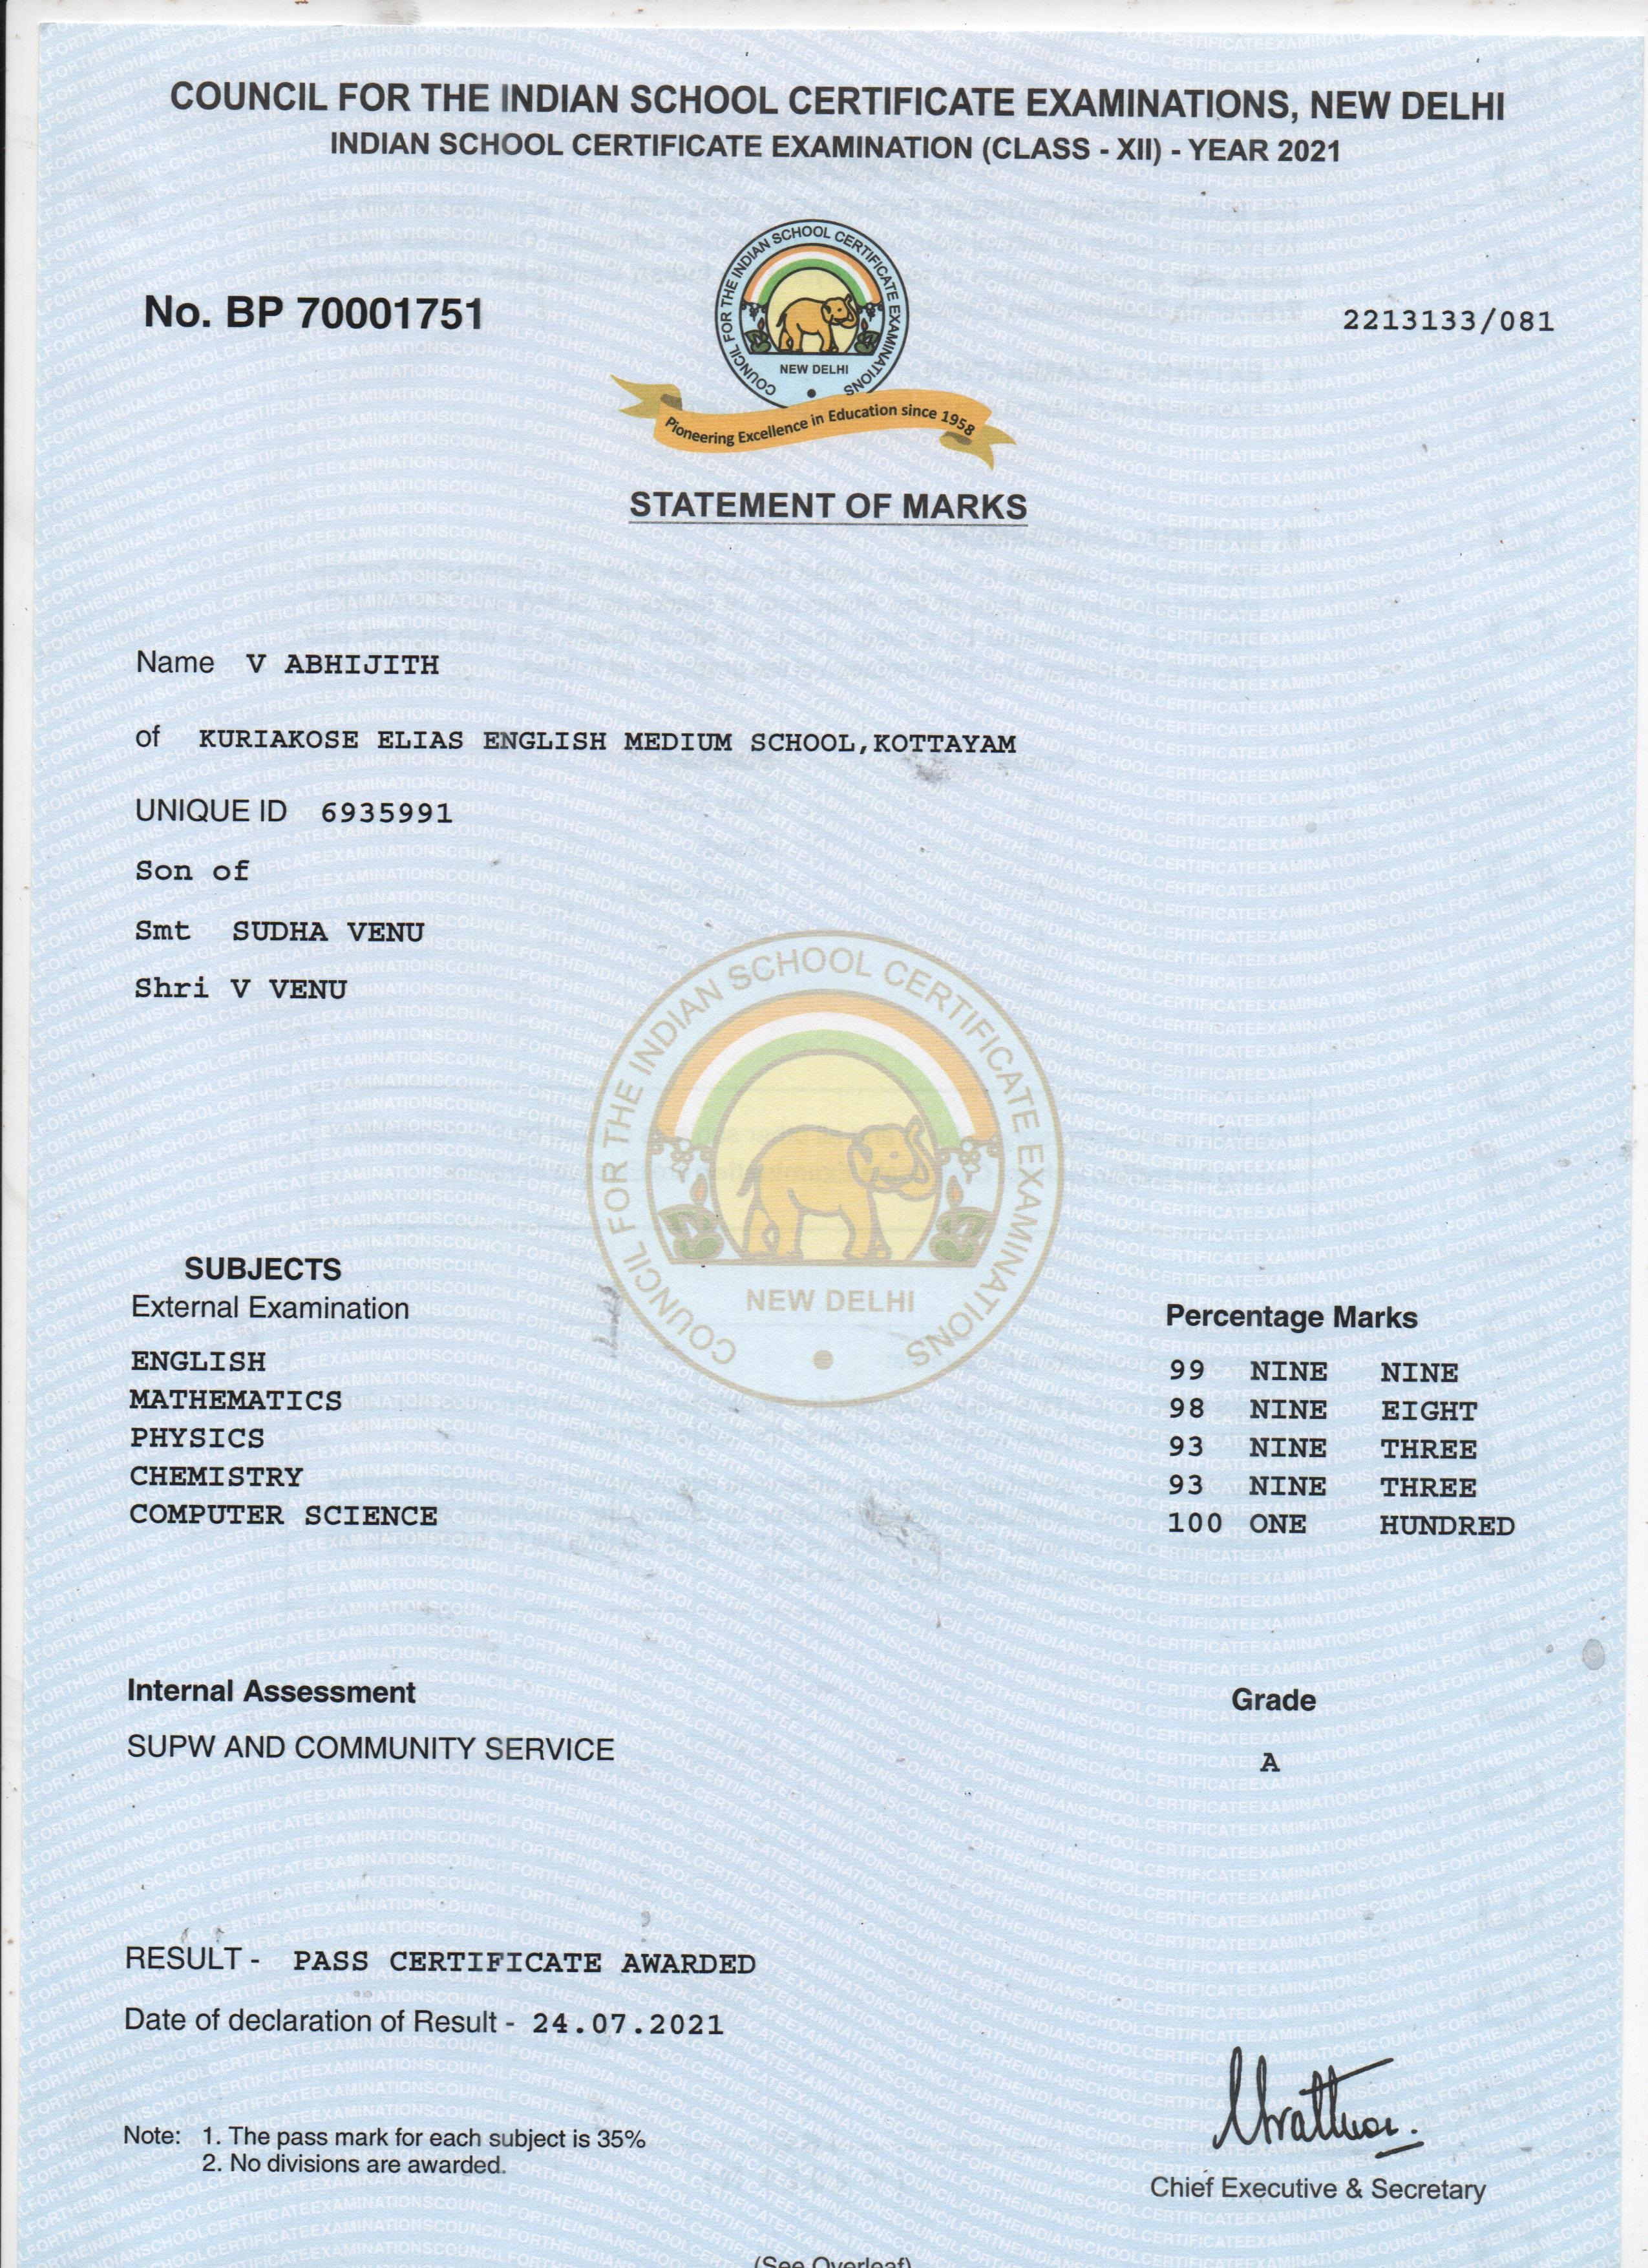 COUNCIL FOR THE INDIAN SCHOOL CERTIFICATE EXAMINATIONS, NEW DELHI
INDIAN SCHOOL CERTIFICATE EXAMINATION (CLASS - XII) - YEAR 2021
No. BP 70001751
COUNCIL FOR THE INDIAN SCHOOL CERTIFICATE EXAMINATIONS
NEW DELHI
Pioneering Excellence in Education since 1958
2213133/081
STATEMENT OF MARKS
Name V ABHIJITH
of KURIAKOSE ELIAS ENGLISH MEDIUM SCHOOL,KOTTAYAM
UNIQUE ID 6935991
Son of
Smt SUDHA VENU
Shri V VENU
COUNCIL FOR THE INDIAN SCHOOL CERTIFICATE EXAMINATIONS
NEW DELHI
SUBJECTS
External Examination Percentage Marks
ENGLISH 99 NINE NINE
MATHEMATICS 98 NINE EIGHT
PHYSICS 93 NINE THREE
CHEMISTRY 93 NINE THREE
COMPUTER SCIENCE 100 ONE HUNDRED
Internal Assessment Grade
SUPW AND COMMUNITY SERVICE A
RESULT - PASS CERTIFICATE AWARDED
Date of declaration of Result - 24.07.2021
Note: 1. The pass mark for each subject is 35%
2. No divisions are awarded.
Chief Executive & Secretary
(See Overleaf)